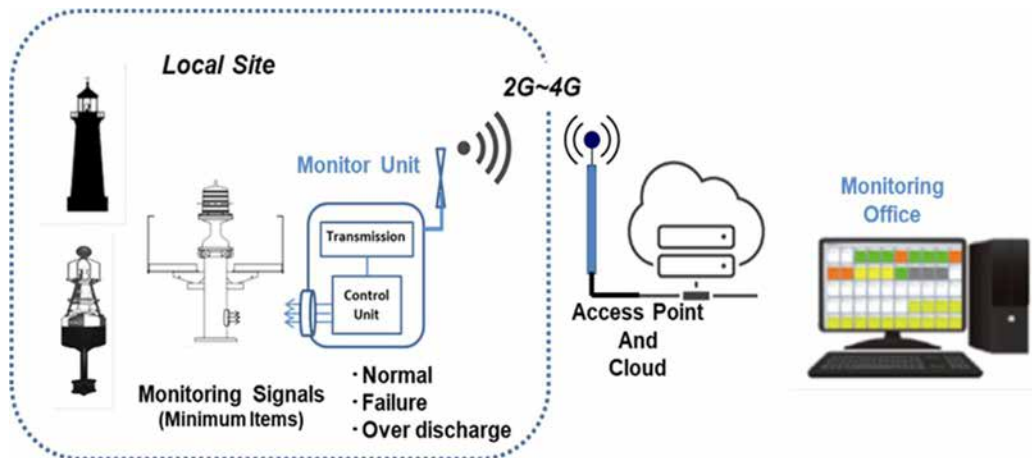 Local Site
2G~4G
Monitor Unit
Transmission
Control
Unit
Monitoring Signals
(Minimum Items)
・Normal
・Failure
・Over discharge
Access Point
And
Cloud
Monitoring
Office